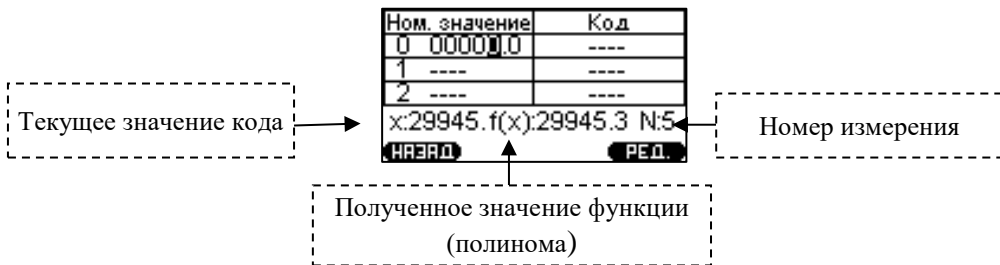 Ном. значение Код
0 00000.0 ----
1 ---- ----
2 ---- ----
Текущее значение кода
x:29945. f(x):29945.3 N:5
Номер измерения
НАЗАД РЕД.
Полученное значение функции
(полинома)